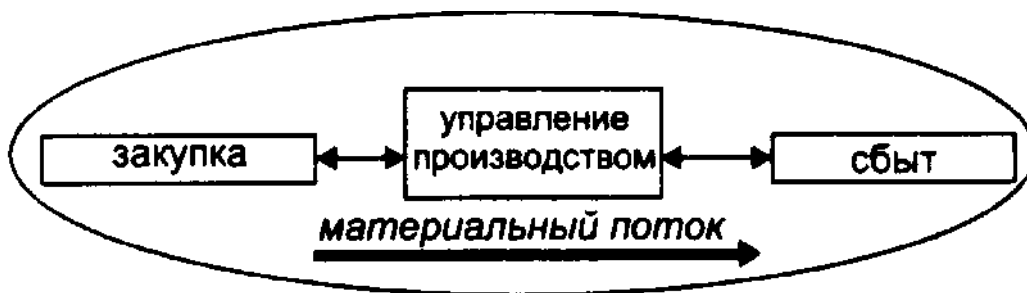 закупка
управление
производством
сбыт
материальный поток